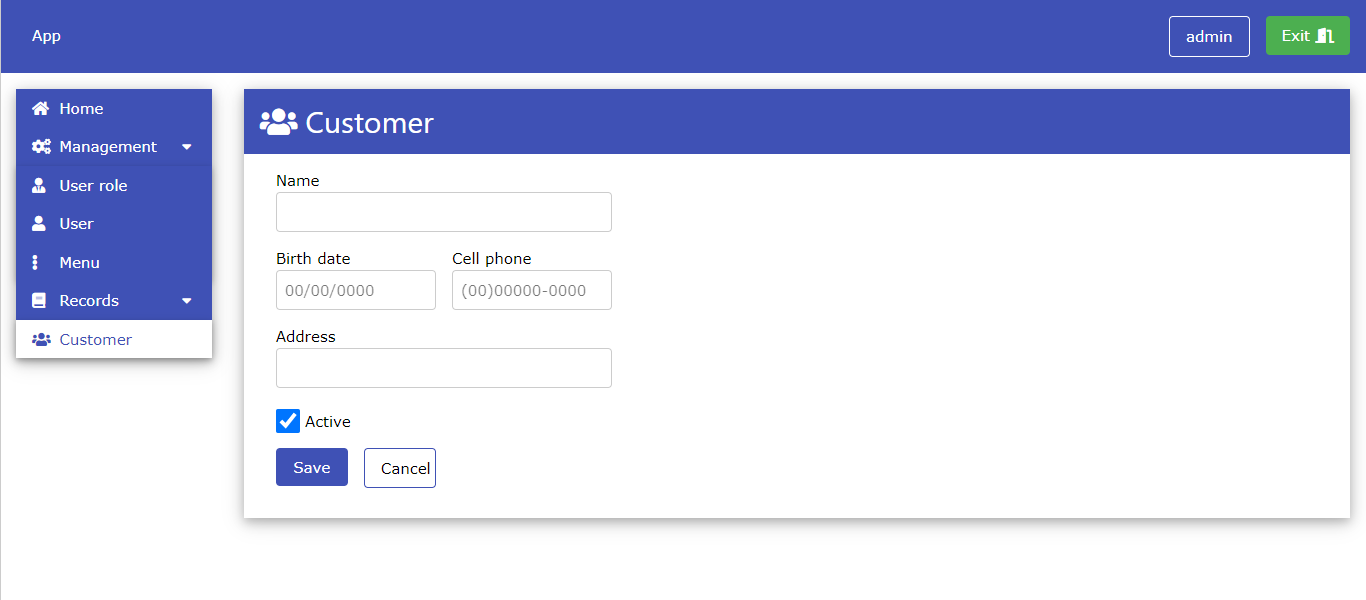 App
admin
Exit
Home
Management
User role
User
Menu
Records
Customer
Customer
Name
Birth date Cell phone
00/00/0000 (00)00000-0000
Address
Active
Save Cancel